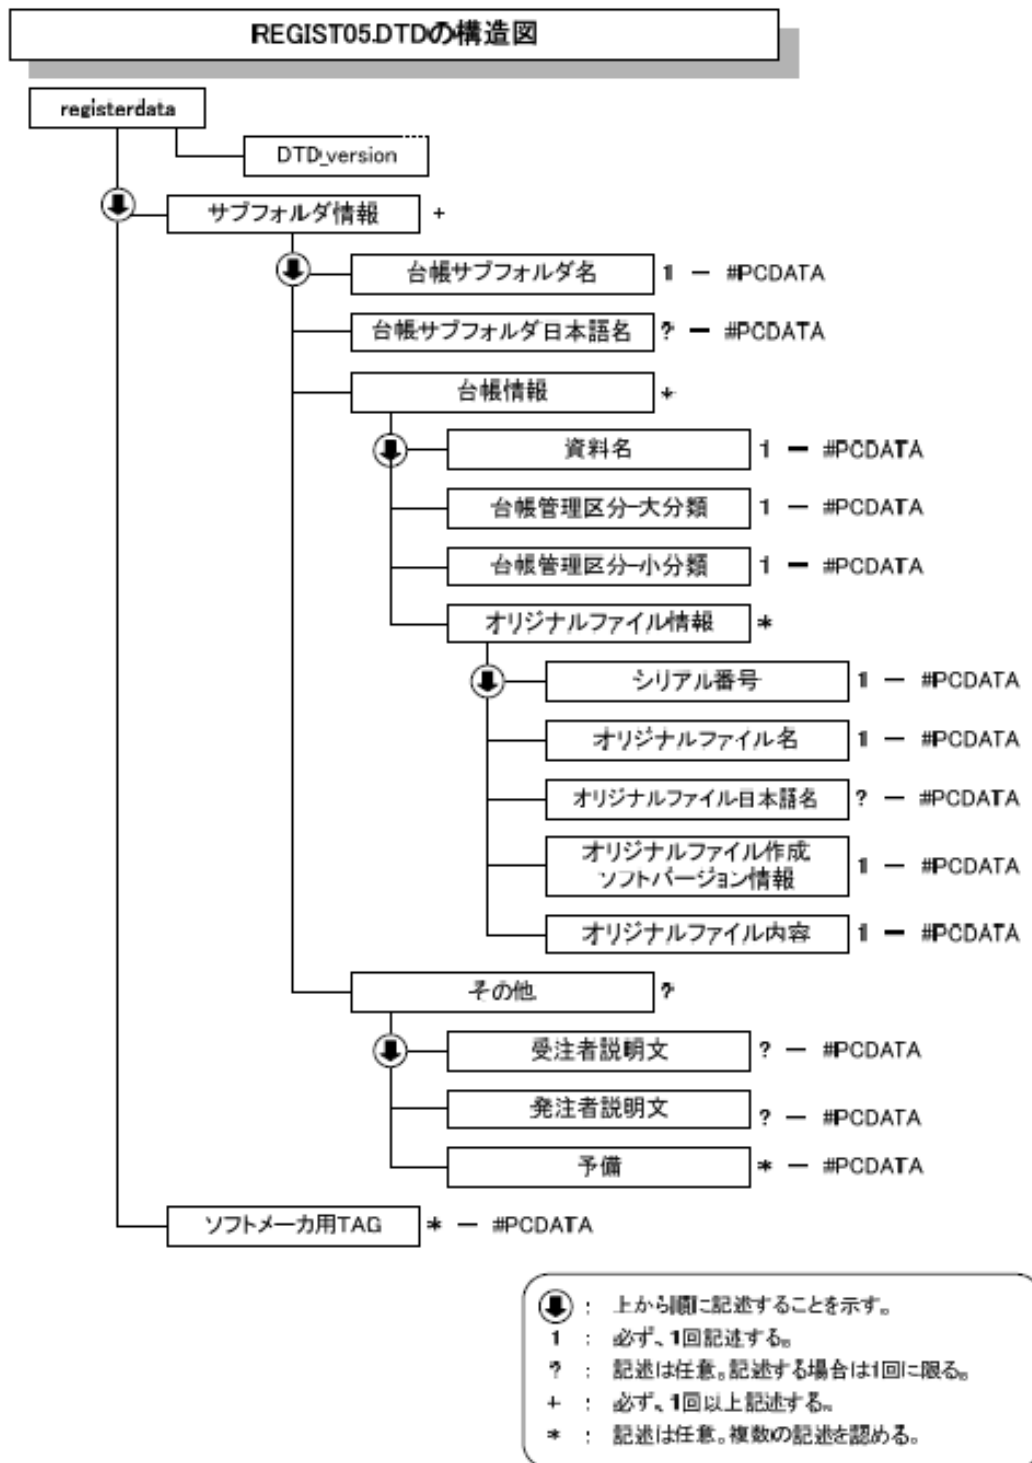 REGIST05.DTDの構造図
registerdata
DTD_version
サブフォルダ情報 +
台帳サブフォルダ名 1 — #PCDATA
台帳サブフォルダ日本語名 ? — #PCDATA
台帳情報 *
資料名 1 — #PCDATA
台帳管理区分-大分類 1 — #PCDATA
台帳管理区分-小分類 1 — #PCDATA
オリジナルファイル情報 *
シリアル番号 1 — #PCDATA
オリジナルファイル名 1 — #PCDATA
オリジナルファイル日本語名 ? — #PCDATA
オリジナルファイル作成
ソフトバージョン情報 1 — #PCDATA
オリジナルファイル内容 1 — #PCDATA
その他 ?
受注者説明文 ? — #PCDATA
発注者説明文 ? — #PCDATA
予備 * — #PCDATA
ソフトメーカ用TAG * — #PCDATA
: 上から順に記述することを示す。
1 : 必ず、1回記述する。
? : 記述は任意。記述する場合は1回に限る。
+ : 必ず、1回以上記述する。
* : 記述は任意。複数の記述を認める。